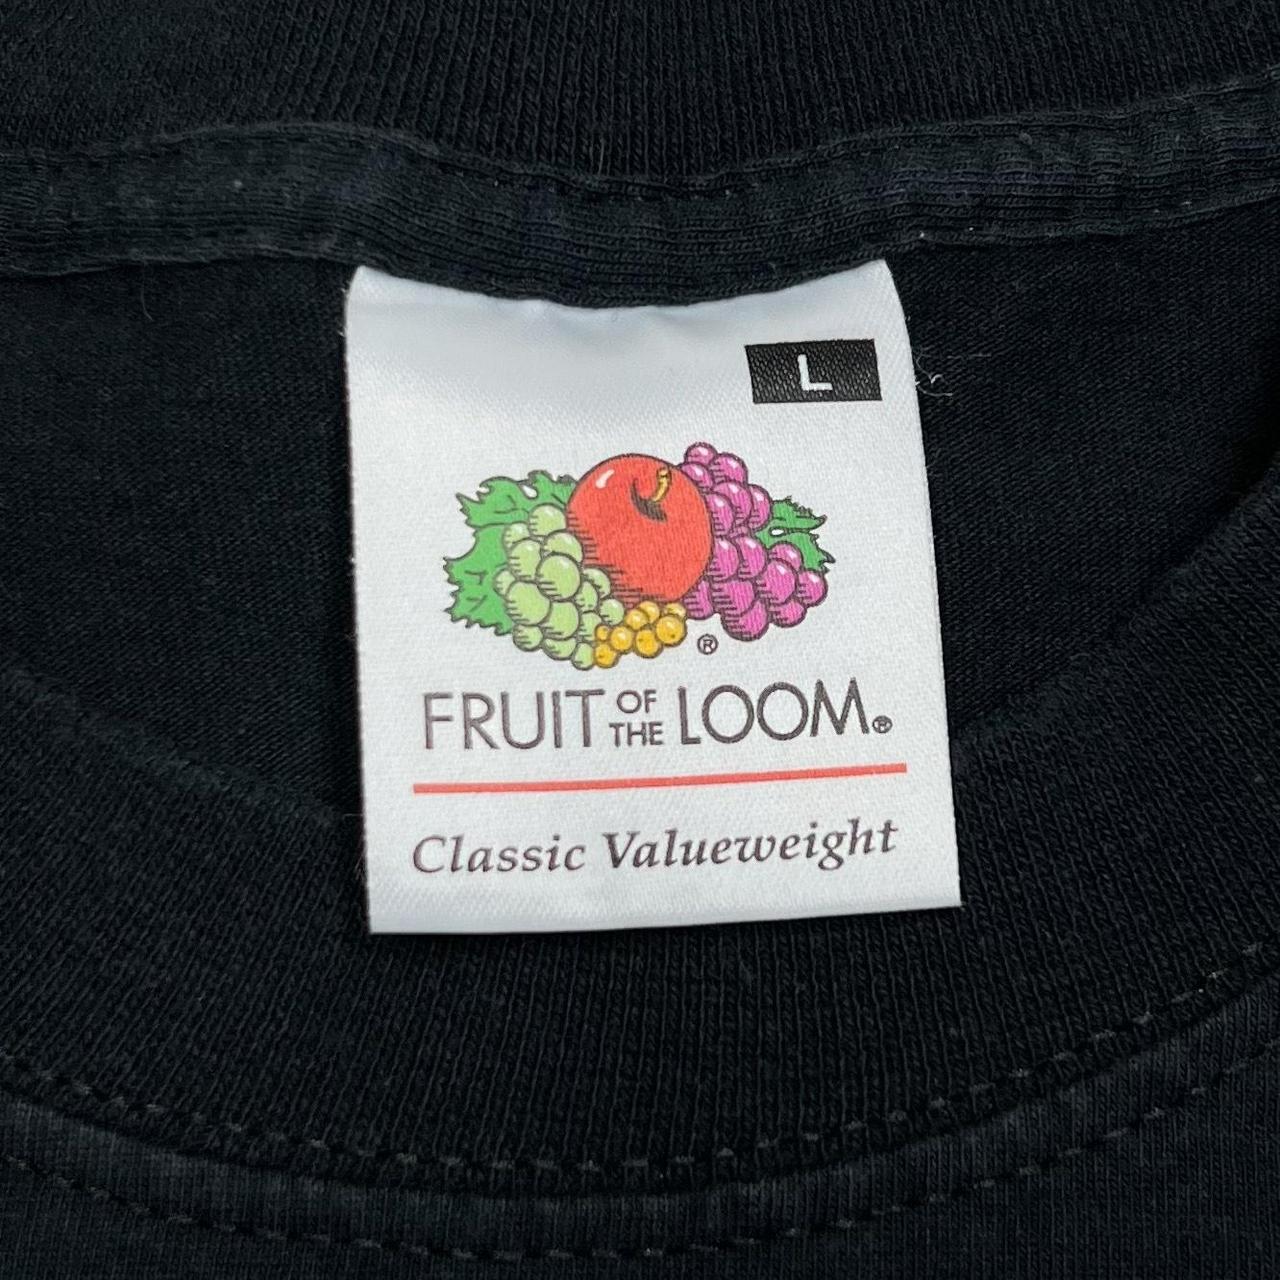 L
®
FRUIT OF THE LOOM®
Classic Valueweight